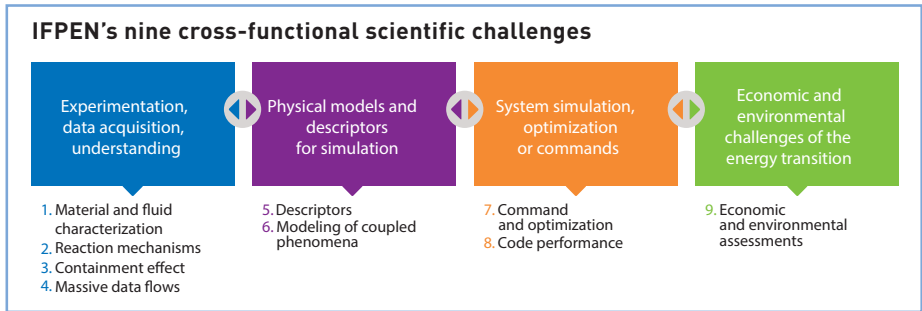 IFPEN's nine cross-functional scientific challenges
Experimentation,
data acquisition,
understanding
Physical models and
descriptors
for simulation
System simulation,
optimization
or commands
Economic and
environmental
challenges of the
energy transition
1. Material and fluid
characterization
2. Reaction mechanisms
3. Containment effect
4. Massive data flows
5. Descriptors
6. Modeling of coupled
phenomena
7. Command
and optimization
8. Code performance
9. Economic
and environmental
assessments